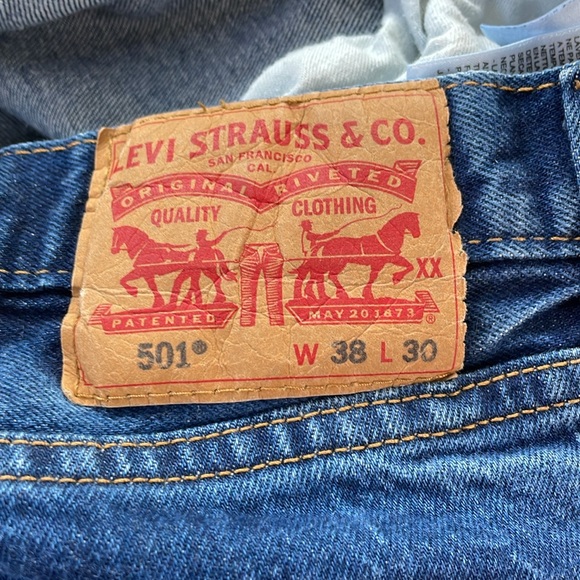 LEVI STRAUSS & CO.
SAN FRANCISCO
CAL.
ORIGINAL RIVETED
QUALITY CLOTHING
XX
PATENTED MAY 20 1873 ®
501® W 38 L 30